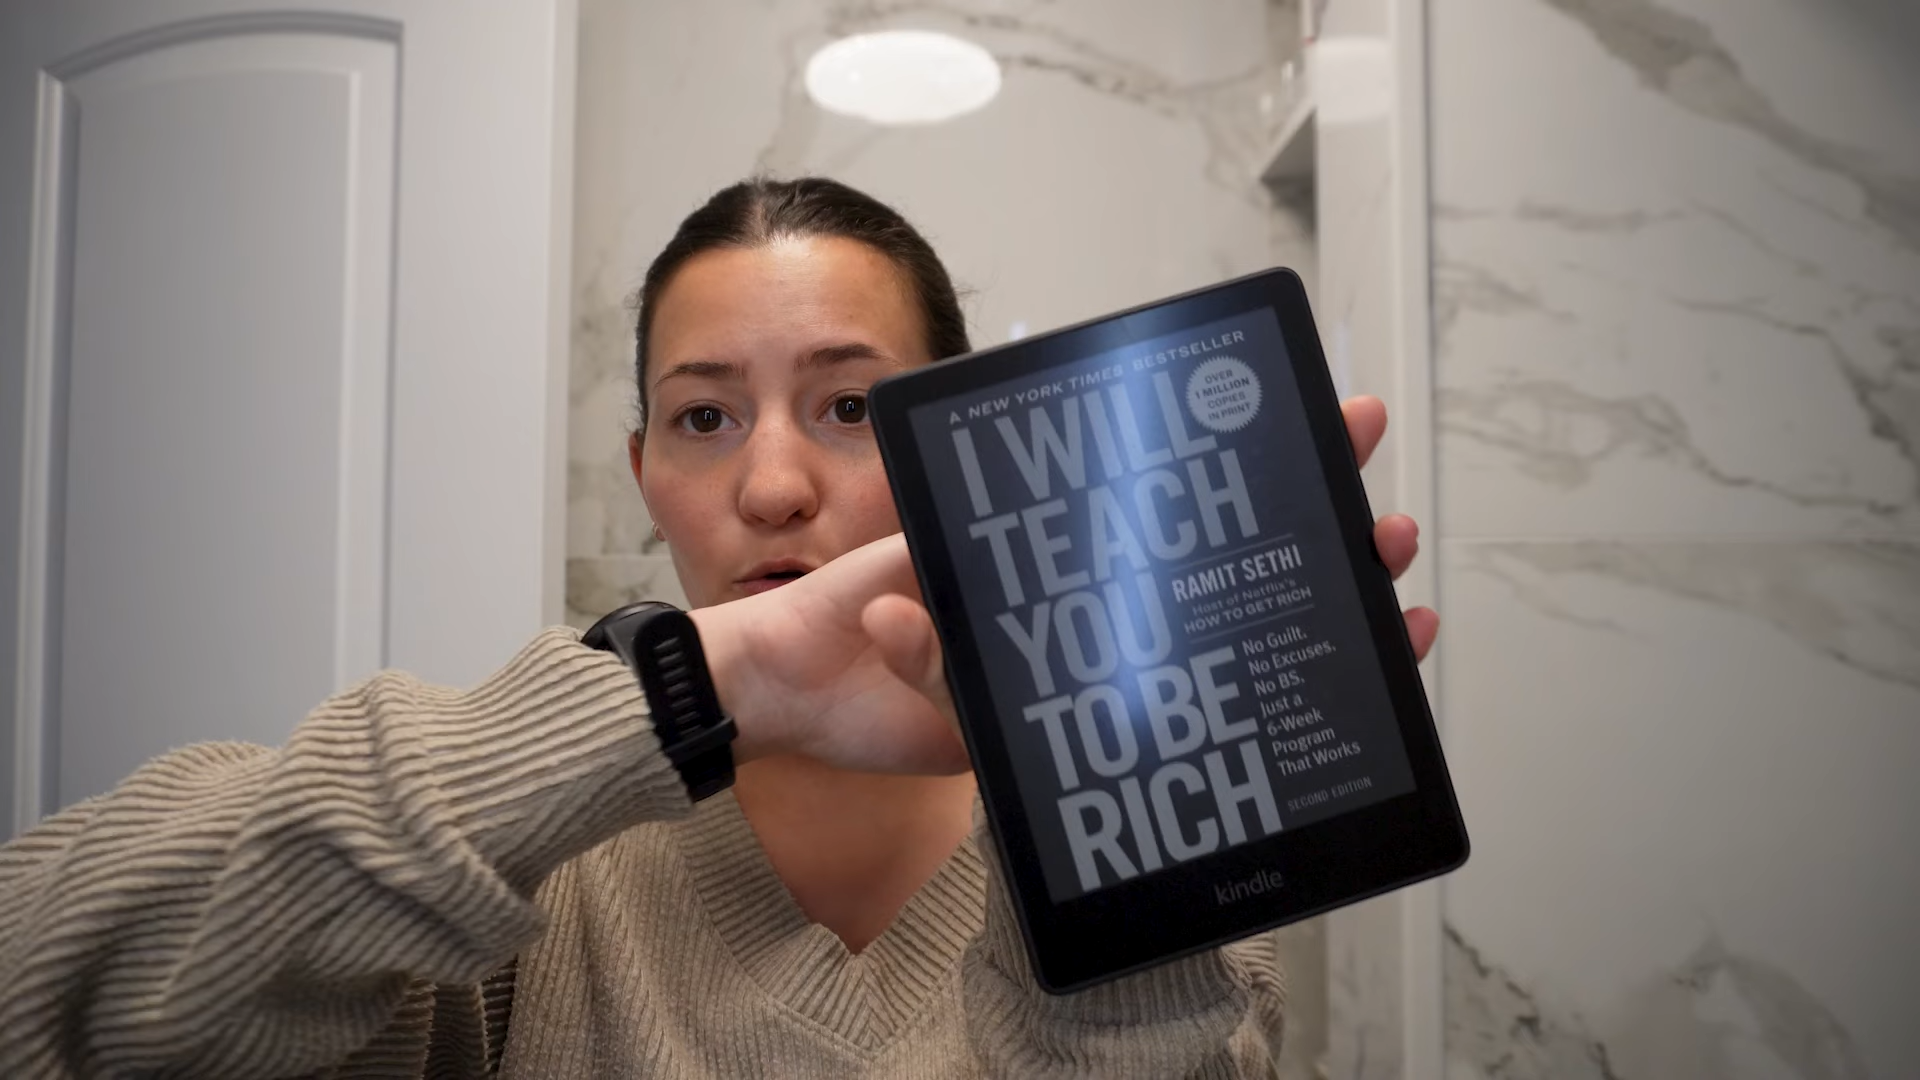 A NEW YORK TIMES BESTSELLER
OVER
1 MILLION
COPIES
IN PRINT
I WILL
TEACH
YOU
TO BE
RICH
RAMIT SETHI
Host of Netflix's
HOW TO GET RICH
No Guilt.
No Excuses.
No BS.
Just a
6-Week
Program
That Works
SECOND EDITION
kindle